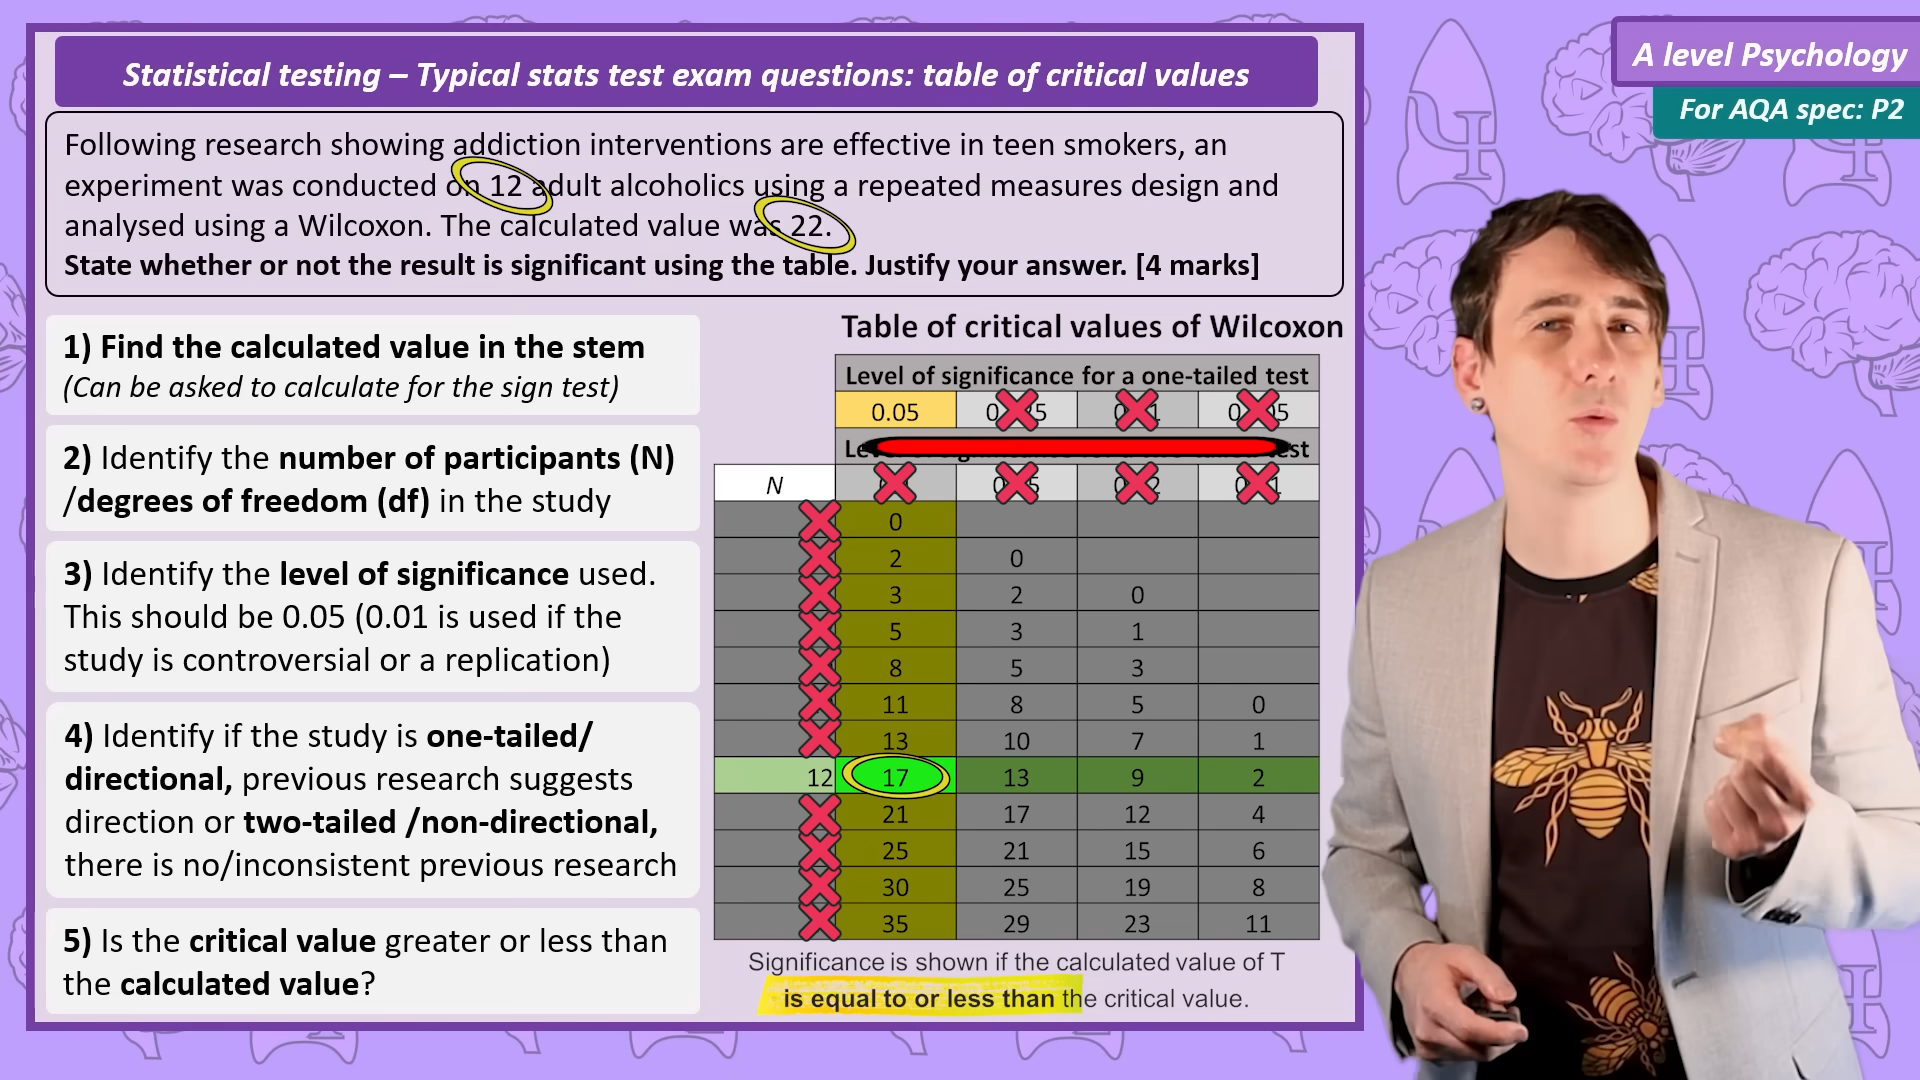 Statistical testing – Typical stats test exam questions: table of critical values
A level Psychology
For AQA spec: P2
Following research showing addiction interventions are effective in teen smokers, an
experiment was conducted on 12 adult alcoholics using a repeated measures design and
analysed using a Wilcoxon. The calculated value was 22.
State whether or not the result is significant using the table. Justify your answer. [4 marks]
1) Find the calculated value in the stem
(Can be asked to calculate for the sign test)
2) Identify the number of participants (N)
/degrees of freedom (df) in the study
3) Identify the level of significance used.
This should be 0.05 (0.01 is used if the
study is controversial or a replication)
4) Identify if the study is one-tailed/
directional, previous research suggests
direction or two-tailed /non-directional,
there is no/inconsistent previous research
5) Is the critical value greater or less than
the calculated value?
Table of critical values of Wilcoxon
Level of significance for a one-tailed test
0.05
N
0
2 0
3 2 0
5 3 1
8 5 3
11 8 5 0
13 10 7 1
12 17 13 9 2
21 17 12 4
25 21 15 6
30 25 19 8
35 29 23 11
Significance is shown if the calculated value of T
is equal to or less than the critical value.